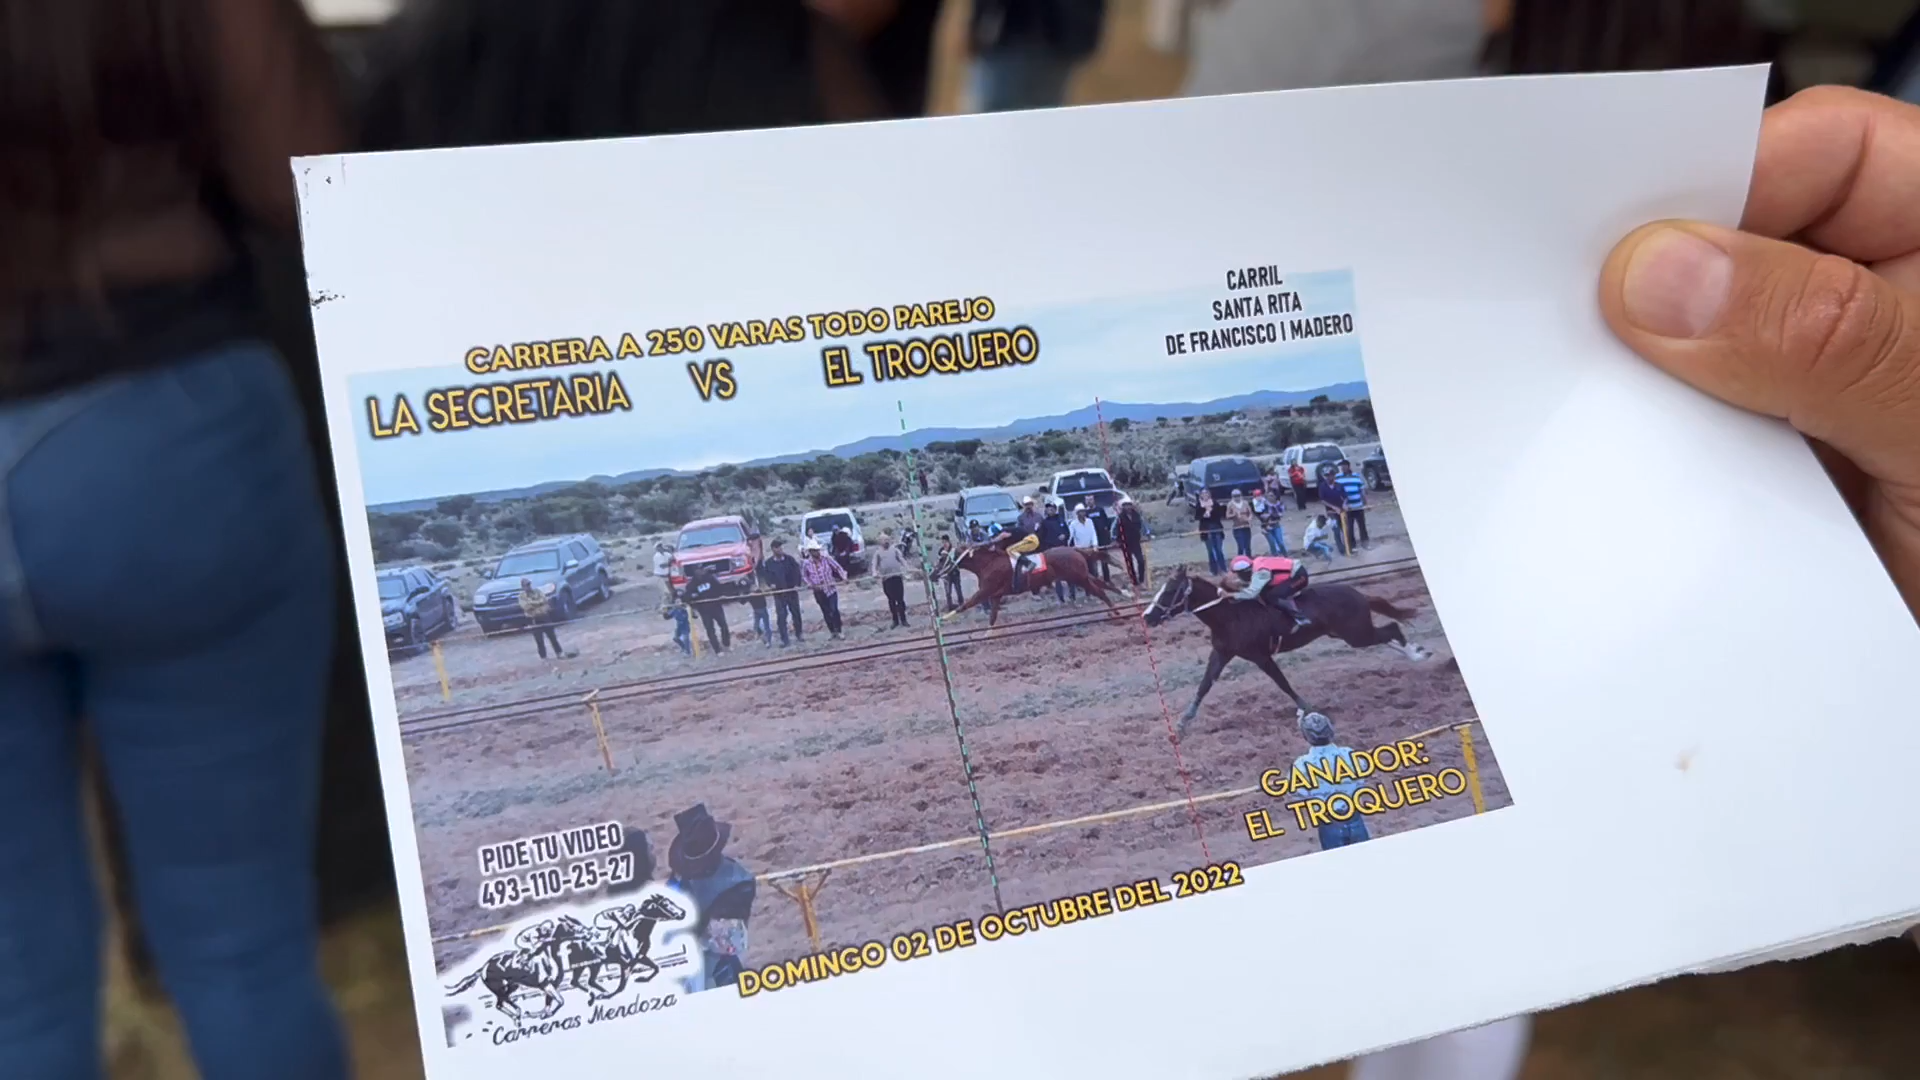 CARRERA A 250 VARAS TODO PAREJO
LA SECRETARIA VS EL TROQUERO
CARRIL
SANTA RITA
DE FRANCISCO I MADERO
GANADOR:
EL TROQUERO
PIDE TU VIDEO
493-110-25-27
Carreras Mendoza
DOMINGO 02 DE OCTUBRE DEL 2022